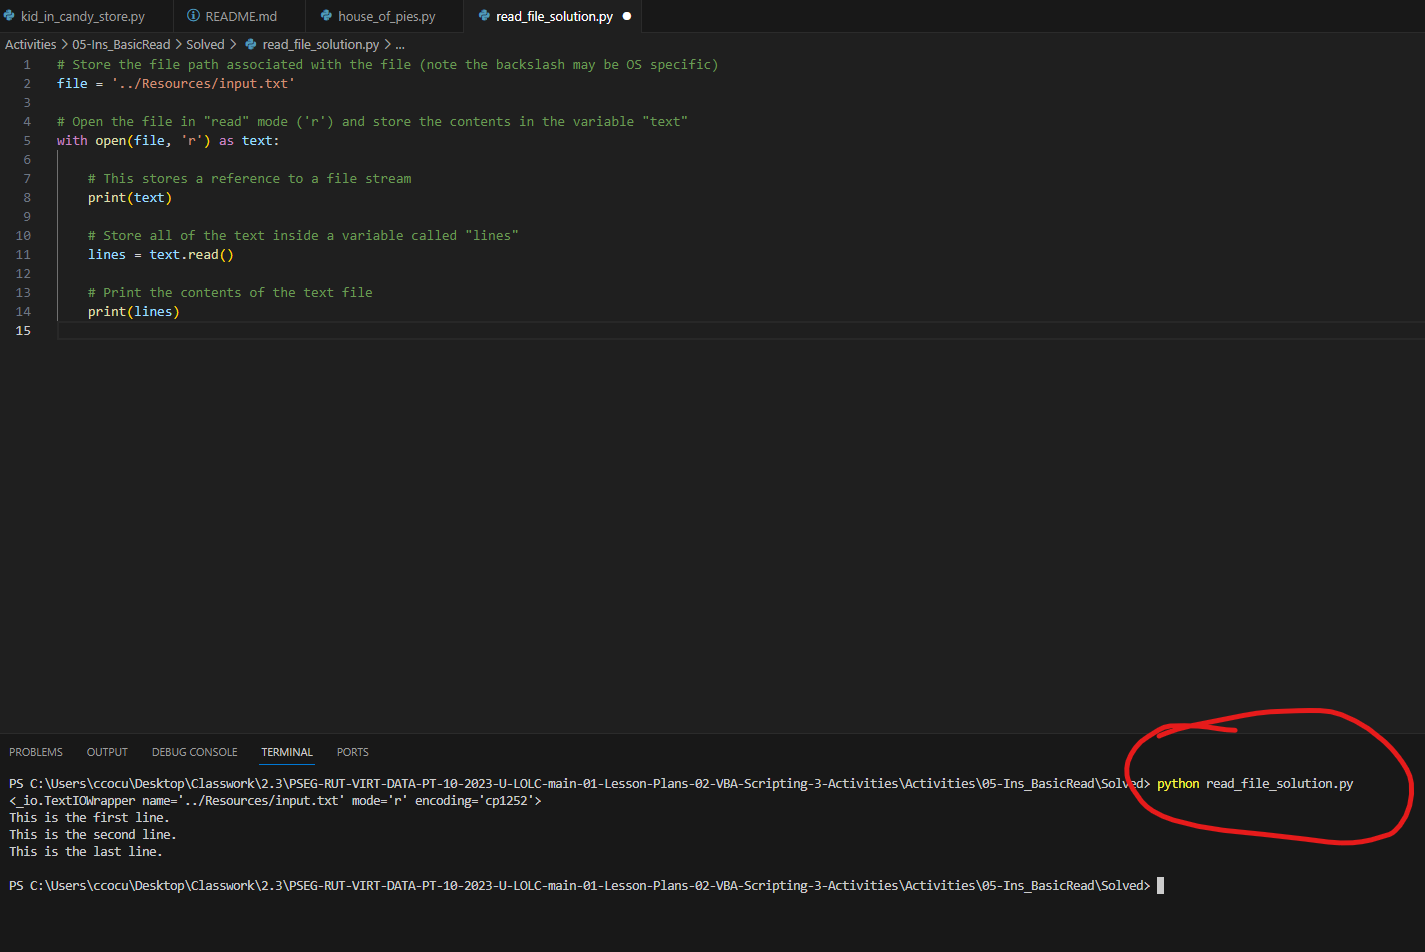 kid_in_candy_store.py README.md house_of_pies.py read_file_solution.py
Activities > 05-Ins_BasicRead > Solved > read_file_solution.py > ...
1 # Store the file path associated with the file (note the backslash may be OS specific)
2 file = '../Resources/input.txt'
3
4 # Open the file in "read" mode ('r') and store the contents in the variable "text"
5 with open(file, 'r') as text:
6
7 # This stores a reference to a file stream
8 print(text)
9
10 # Store all of the text inside a variable called "lines"
11 lines = text.read()
12
13 # Print the contents of the text file
14 print(lines)
15
PROBLEMS OUTPUT DEBUG CONSOLE TERMINAL PORTS
PS C:\Users\ccocu\Desktop\Classwork\2.3\PSEG-RUT-VIRT-DATA-PT-10-2023-U-LOLC-main-01-Lesson-Plans-02-VBA-Scripting-3-Activities\Activities\05-Ins_BasicRead\Solved> python read_file_solution.py
<_io.TextIOWrapper name='../Resources/input.txt' mode='r' encoding='cp1252'>
This is the first line.
This is the second line.
This is the last line.
PS C:\Users\ccocu\Desktop\Classwork\2.3\PSEG-RUT-VIRT-DATA-PT-10-2023-U-LOLC-main-01-Lesson-Plans-02-VBA-Scripting-3-Activities\Activities\05-Ins_BasicRead\Solved>